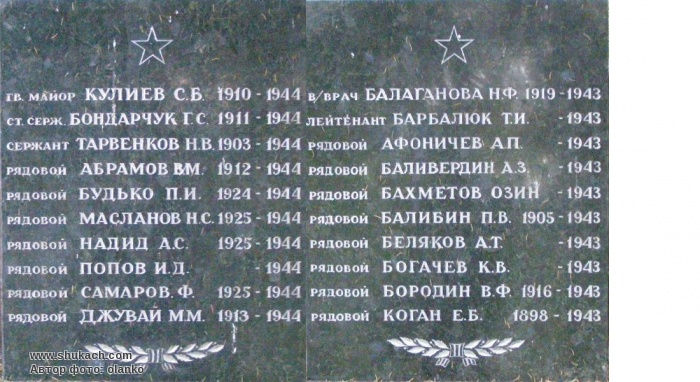 ГВ. МАЙОР КУЛИЕВ С.Б. 1910 - 1944
СТ. СЕРЖ. БОНДАРЧУК Г.С. 1911 - 1944
СЕРЖАНТ ТАРВЕНКОВ Н.В. 1903 - 1944
РЯДОВОЙ АБРАМОВ В.М. 1912 - 1944
РЯДОВОЙ БУДЬКО П.И. 1924 - 1944
РЯДОВОЙ МАСЛАНОВ Н.С. 1925 - 1944
РЯДОВОЙ НАДИД А.С. 1925 - 1944
РЯДОВОЙ ПОПОВ И.Д. - 1944
РЯДОВОЙ САМАРОВ. Ф. 1925 - 1944
РЯДОВОЙ ДЖУВАЙ М.М. 1913 - 1944
В/ВРАЧ БАЛАГАНОВА Н.Ф. 1919 - 1943
ЛЕЙТЕНАНТ БАРБАЛЮК Т.И. - 1943
РЯДОВОЙ АФОНИЧЕВ А.П. - 1943
РЯДОВОЙ БАЛИВЕРДИН А.З. - 1943
РЯДОВОЙ БАХМЕТОВ ОЗИН - 1943
РЯДОВОЙ БАЛИБИН П.В. 1905 - 1943
РЯДОВОЙ БЕЛЯКОВ А.Т. - 1943
РЯДОВОЙ БОГАЧЕВ К.В. - 1943
РЯДОВОЙ БОРОДИН В.Ф. 1916 - 1943
РЯДОВОЙ КОГАН Е.Б. 1898 - 1943
www.shukach.com
Автор фото: olanko